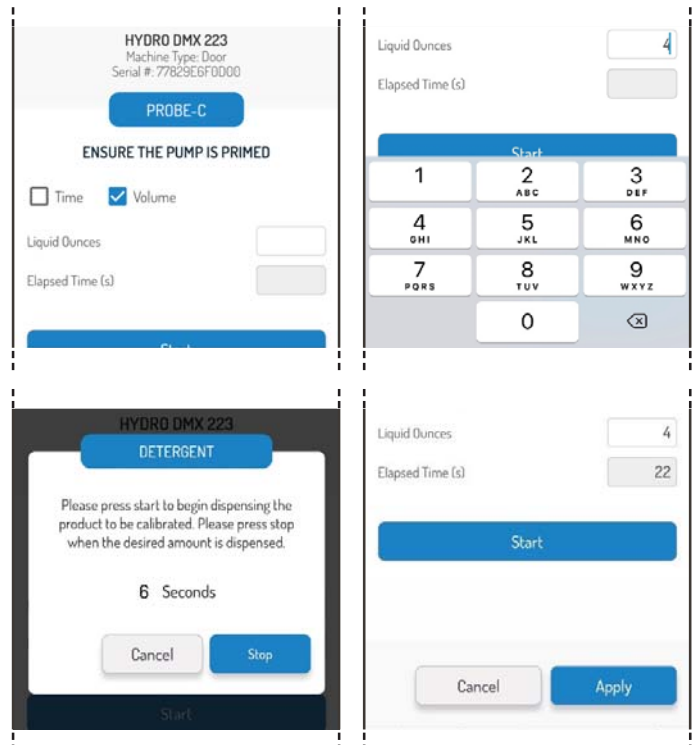 HYDRO DMX 223
Machine Type: Door
Serial #: 77829E6F0D00
PROBE-C
ENSURE THE PUMP IS PRIMED
Time Volume
Liquid Ounces
Elapsed Time (s)
Start
Liquid Ounces 4
Elapsed Time (s)
Start
1 2 3
ABC DEF
4 5 6
GHI JKL MNO
7 8 9
PQRS TUV WXYZ
0
HYDRO DMX 223
DETERGENT
Please press start to begin dispensing the
product to be calibrated. Please press stop
when the desired amount is dispensed.
6 Seconds
Cancel Stop
Start
Liquid Ounces 4
Elapsed Time (s) 22
Start
Cancel Apply